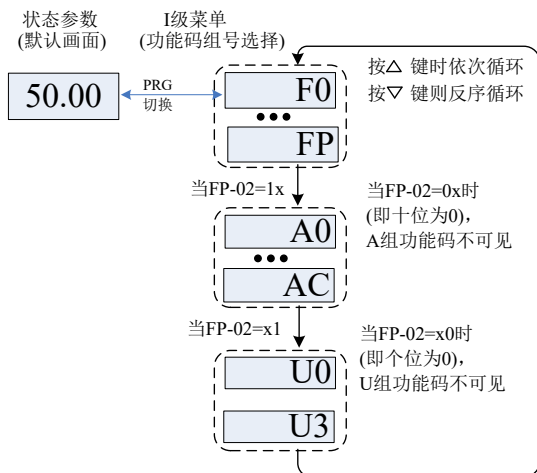 状态参数
(默认画面)
I级菜单
(功能码组号选择)
50.00
PRG
切换
F0
•••
FP
按△ 键时依次循环
按▽ 键则反序循环
当FP-02=1x
A0
•••
AC
当FP-02=0x时
(即十位为0),
A组功能码不可见
当FP-02=x1
U0
U3
当FP-02=x0时
(即个位为0),
U组功能码不可见